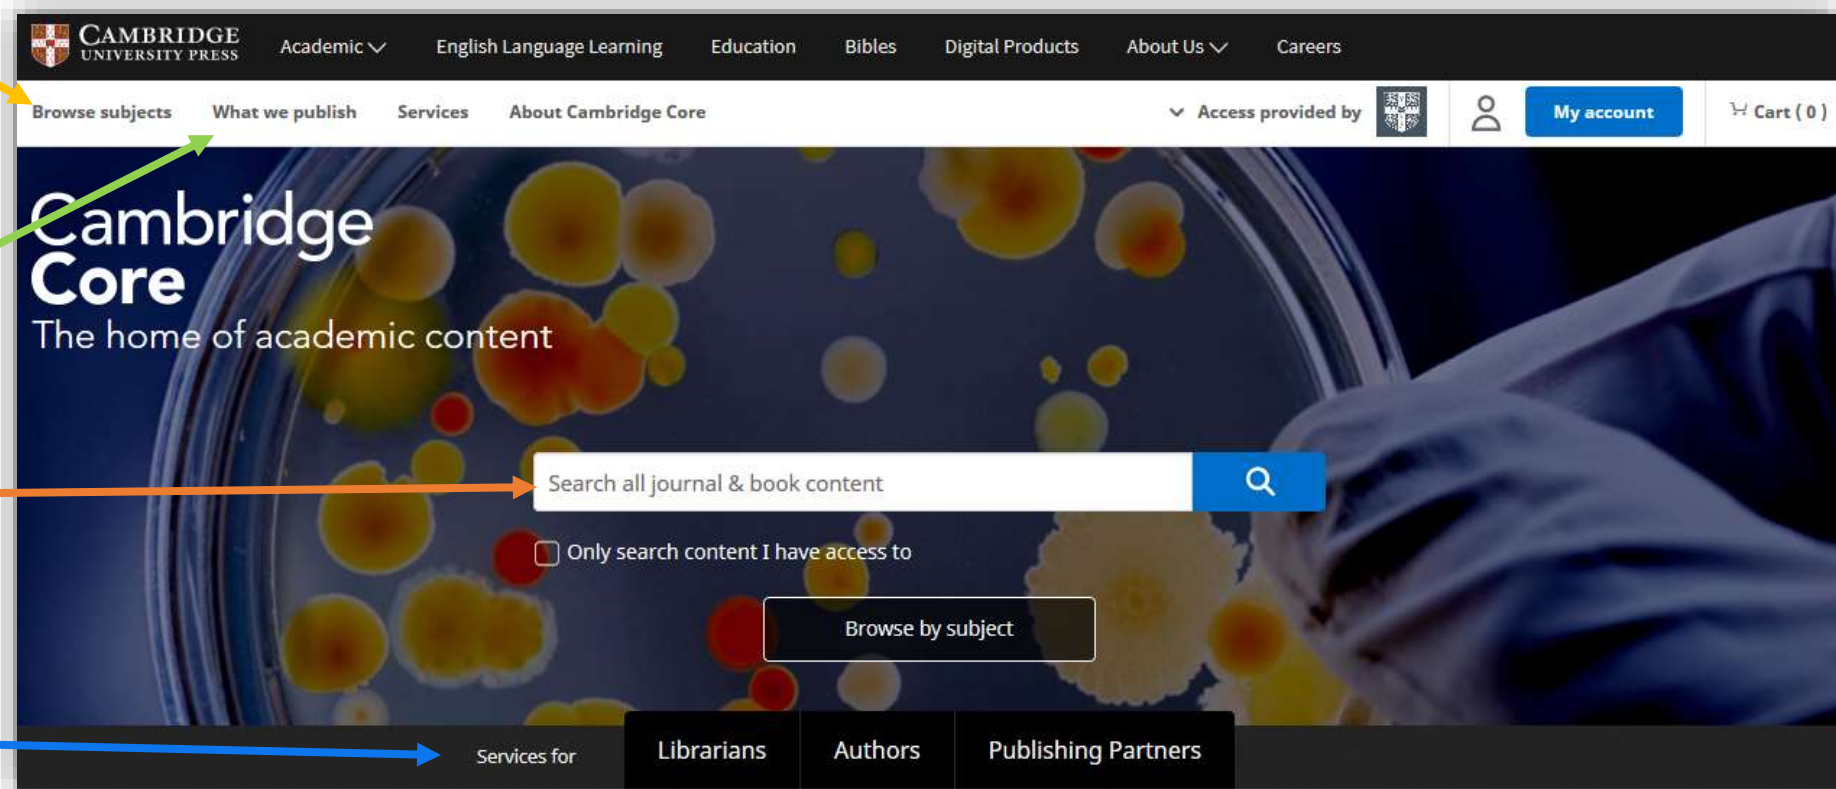 CAMBRIDGE
UNIVERSITY PRESS
Academic English Language Learning Education Bibles Digital Products About Us Careers
Browse subjects What we publish Services About Cambridge Core Access provided by My account Cart ( 0 )
Cambridge
Core
The home of academic content
Search all journal & book content
Only search content I have access to
Browse by subject
Services for Librarians Authors Publishing Partners